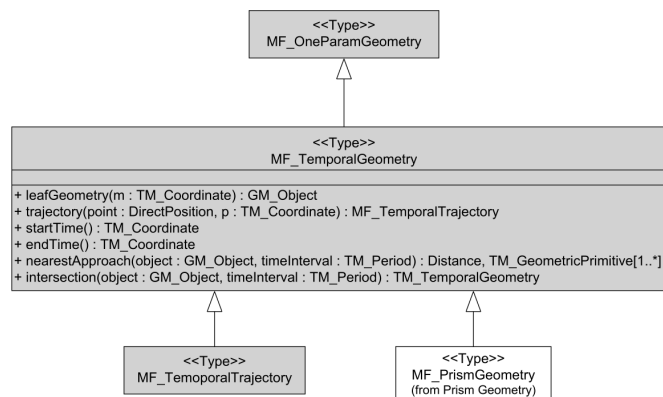 <<Type>>
MF_OneParamGeometry
<<Type>>
MF_TemporalGeometry
+ leafGeometry(m : TM_Coordinate) : GM_Object
+ trajectory(point : DirectPosition, p : TM_Coordinate) : MF_TemporalTrajectory
+ startTime() : TM_Coordinate
+ endTime() : TM_Coordinate
+ nearestApproach(object : GM_Object, timeInterval : TM_Period) : Distance, TM_GeometricPrimitive[1..*]
+ intersection(object : GM_Object, timeInterval : TM_Period) : TM_TemporalGeometry
<<Type>>
MF_TemoporalTrajectory
<<Type>>
MF_PrismGeometry
(from Prism Geometry)